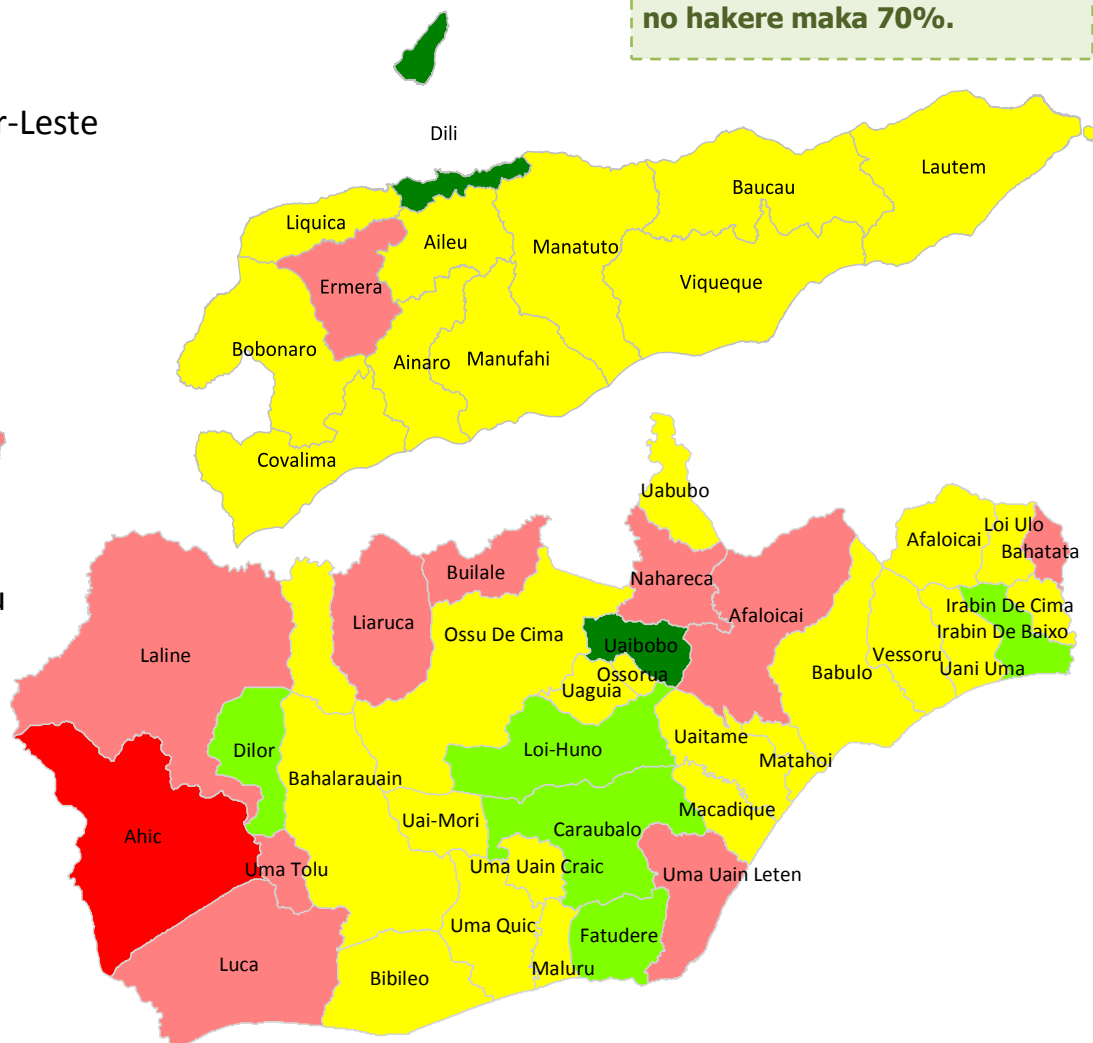 no hakere maka 70%.
r-Leste
Dili
Lautem
Baucau
Liquica
Aileu
Manatuto
Viqueque
Ermera
Bobonaro
Ainaro
Manufahi
Covalima
Uabubo
Loi Ulo
Afaloicai
Bahatata
Builale
Nahareca
u
Irabin De Cima
Afaloicai
Liaruca
Ossu De Cima
Irabin De Baixo
Uaibobo
Laline
Vessoru
Uani Uma
Ossorua
Babulo
Uaguia
Uaitame
Dilor
Loi-Huno
Matahoi
Bahalarauain
Macadique
Uai-Mori
Caraubalo
Ahic
Uma Tolu
Uma Uain Craic
Uma Uain Leten
Uma Quic
Fatudere
Luca
Maluru
Bibileo